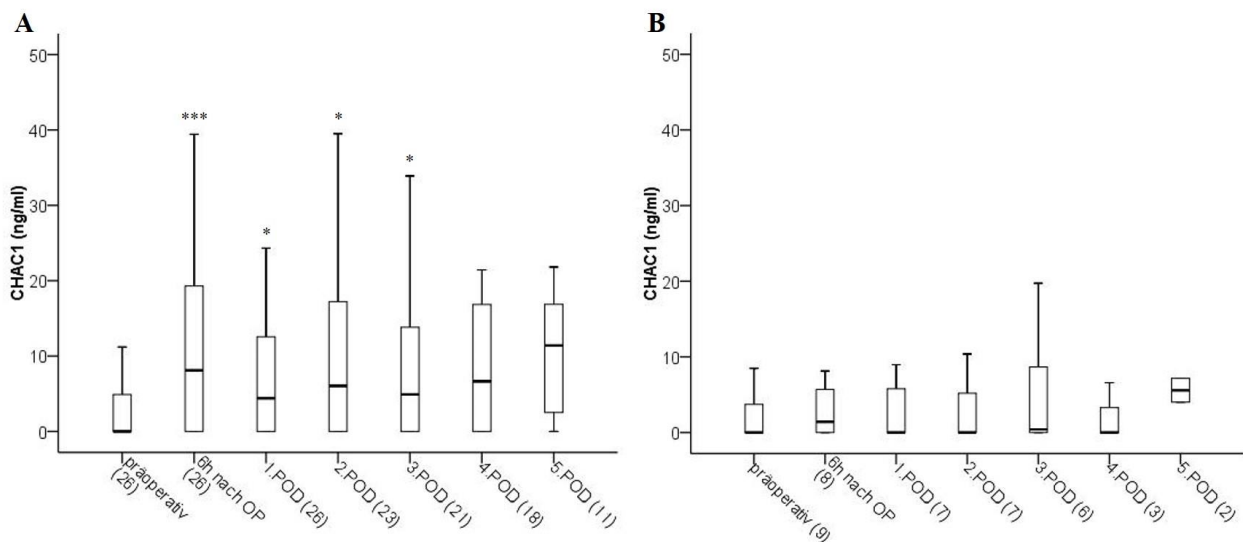 A
CHAC1 (ng/ml)
50
40
30
20
10
0
***
*
*
*
präoperativ
(26)
6h nach OP
(26)
1.POD (26)
2.POD (23)
3.POD (21)
4.POD (18)
5.POD (11)
B
CHAC1 (ng/ml)
50
40
30
20
10
0
präoperativ (9)
6h nach OP
(8)
1.POD (7)
2.POD (7)
3.POD (6)
4.POD (3)
5.POD (2)